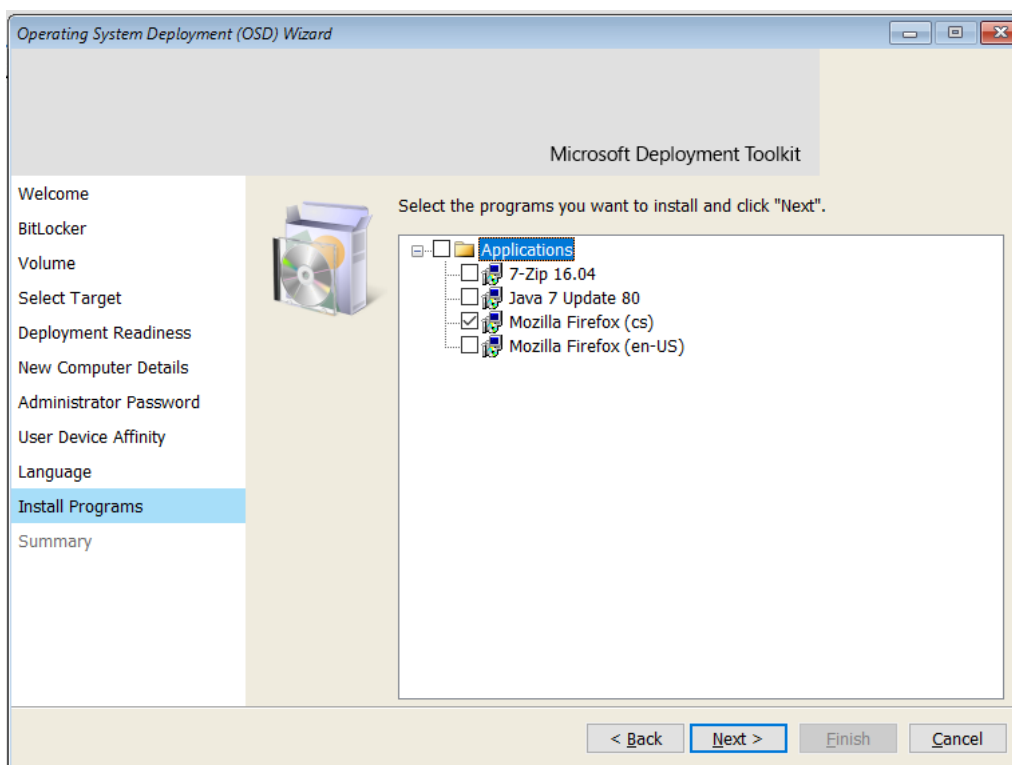 Operating System Deployment (OSD) Wizard
Microsoft Deployment Toolkit
Welcome
BitLocker
Volume
Select Target
Deployment Readiness
New Computer Details
Administrator Password
User Device Affinity
Language
Install Programs
Summary
Select the programs you want to install and click "Next".
Applications
7-Zip 16.04
Java 7 Update 80
Mozilla Firefox (cs)
Mozilla Firefox (en-US)
< Back Next > Finish Cancel